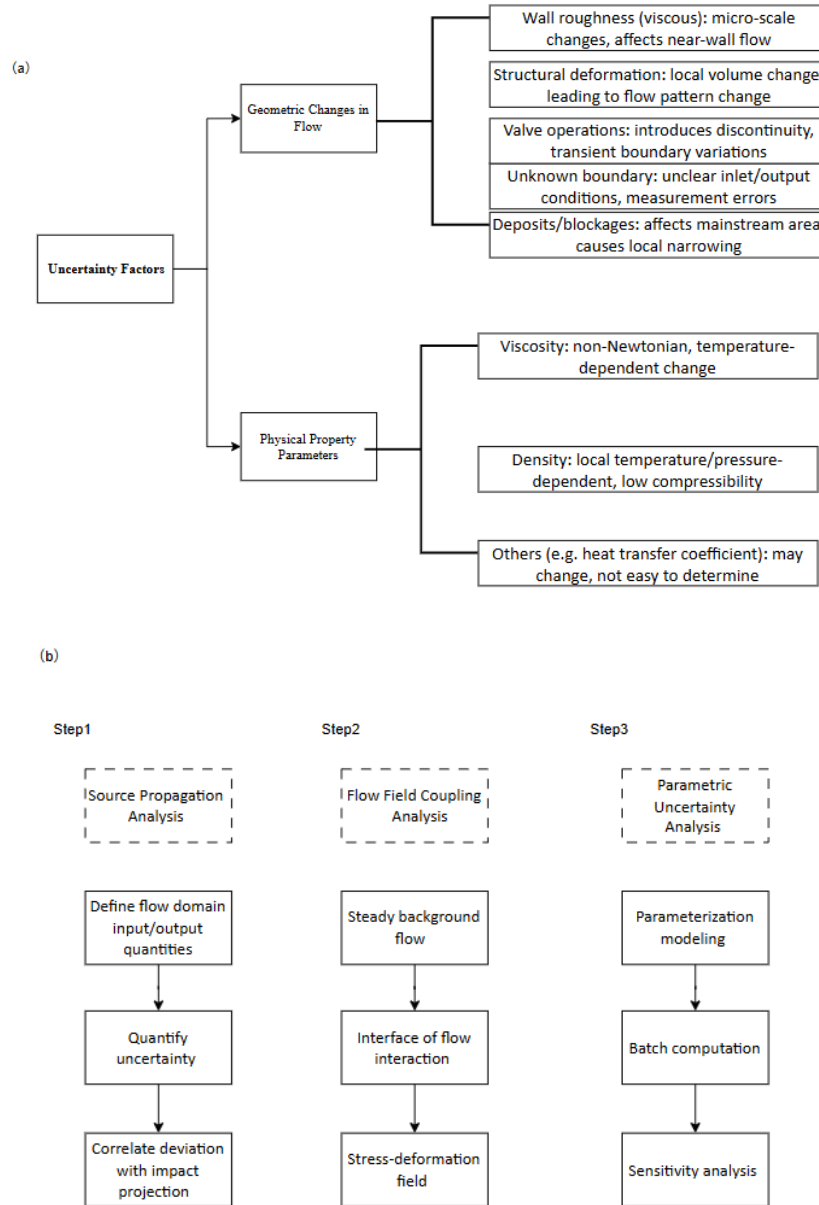 (a)
Wall roughness (viscous): micro-scale
changes, affects near-wall flow
Geometric Changes in
Flow
Structural deformation: local volume change
leading to flow pattern change
Valve operations: introduces discontinuity,
transient boundary variations
Unknown boundary: unclear inlet/output
conditions, measurement errors
Deposits/blockages: affects mainstream area
causes local narrowing
Uncertainty Factors
Viscosity: non-Newtonian, temperature-
dependent change
Physical Property
Parameters
Density: local temperature/pressure-
dependent, low compressibility
Others (e.g. heat transfer coefficient): may
change, not easy to determine
(b)
Step1
Step2
Step3
Source Propagation
Analysis
Flow Field Coupling
Analysis
Parametric
Uncertainty
Analysis
Define flow domain
input/output
quantities
Steady background
flow
Parameterization
modeling
Quantify
uncertainty
Interface of flow
interaction
Batch computation
Correlate deviation
with impact
projection
Stress-deformation
field
Sensitivity analysis